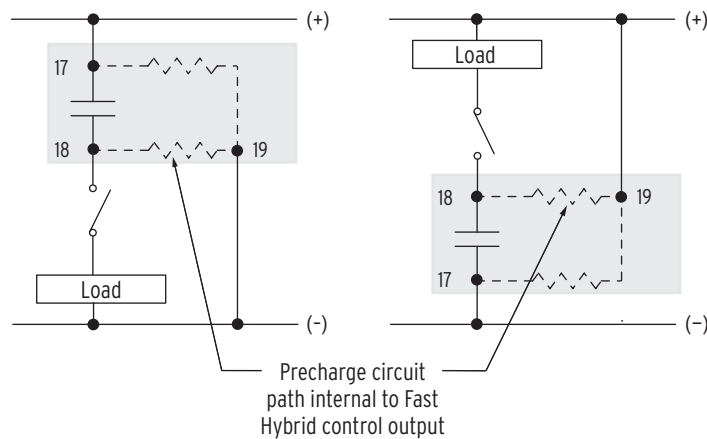 (+)
17
18
19
Load
(–)
(+)
Load
18
19
17
(–)
Precharge circuit
path internal to Fast
Hybrid control output